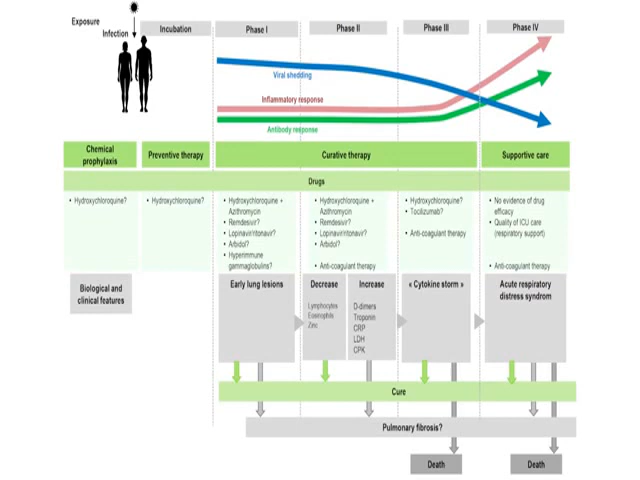 Exposure
Infection
Incubation
Phase I
Phase II
Phase III
Phase IV
Viral shedding
Inflammatory response
Antibody response
Chemical
prophylaxis
Preventive therapy
Curative therapy
Supportive care
Drugs
• Hydroxychloroquine?
• Hydroxychloroquine?
• Hydroxychloroquine +
Azithromycin
• Remdesivir?
• Lopinavir/ritonavir?
• Arbidol?
• Hyperimmune
gammaglobulins?
• Hydroxychloroquine +
Azithromycin
• Remdesivir?
• Lopinavir/ritonavir?
• Arbidol?
• Anti-coagulant therapy
• Hydroxychloroquine?
• Tocilizumab?
• Anti-coagulant therapy
• No evidence of drug
efficacy
• Quality of ICU care
(respiratory support)
• Anti-coagulant therapy
Biological and
clinical features
Early lung lesions
Decrease
Lymphocytes
Eosinophils
Zinc
Increase
D-dimers
Troponin
CRP
LDH
CPK
« Cytokine storm »
Acute respiratory
distress syndrom
Cure
Pulmonary fibrosis?
Death
Death